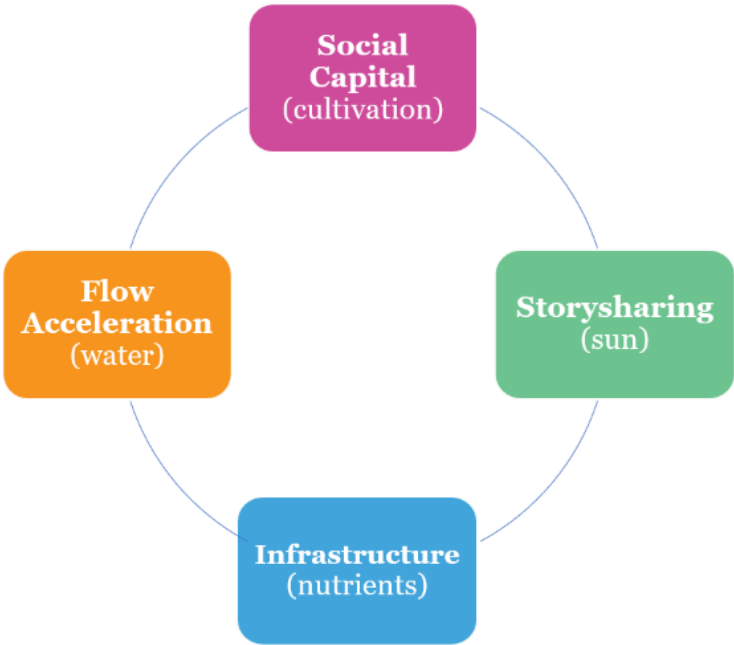 Social
Capital
(cultivation)
Flow
Acceleration
(water)
Storysharing
(sun)
Infrastructure
(nutrients)